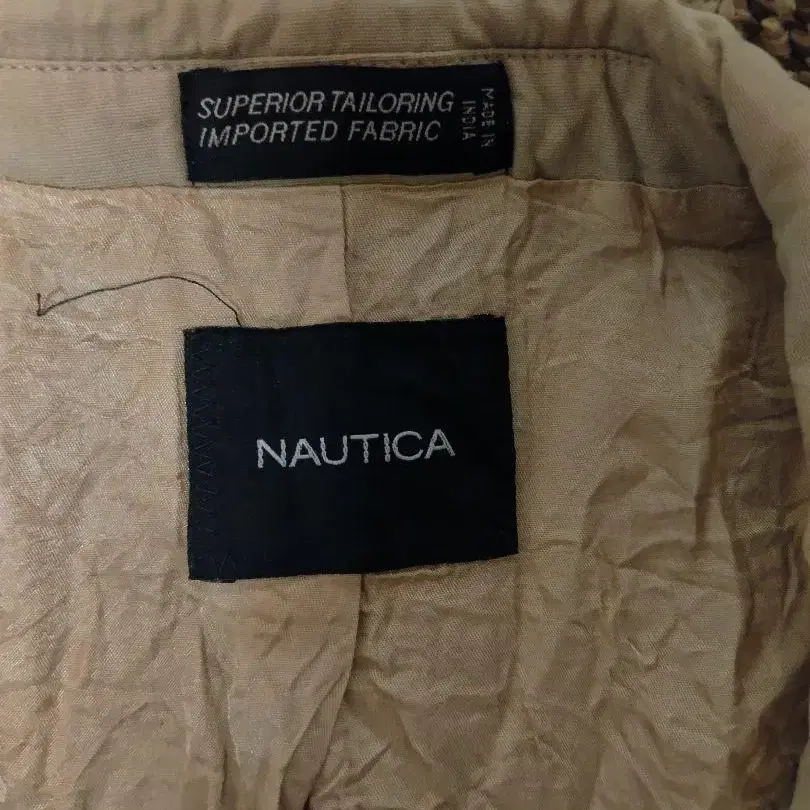 SUPERIOR TAILORING
IMPORTED FABRIC
MADE IN
INDIA
NAUTICA